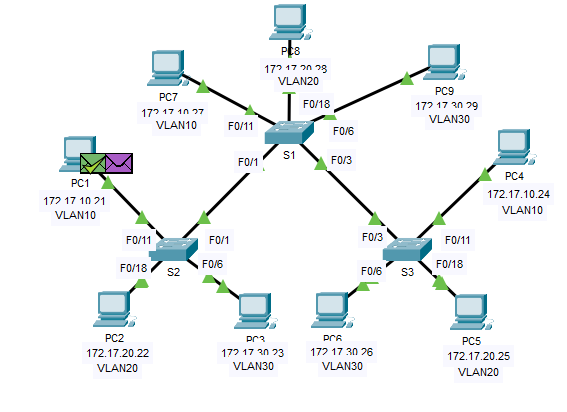 PC8
172.17.20.28
VLAN20
PC7
172.17.10.27
VLAN10
PC9
172.17.30.29
VLAN30
F0/11
F0/18
F0/6
S1
F0/1
F0/3
PC1
172.17.10.21
VLAN10
PC4
172.17.10.24
VLAN10
F0/11
F0/1
F0/18
F0/6
S2
F0/3
F0/11
F0/6
F0/18
S3
PC2
172.17.20.22
VLAN20
PC3
172.17.30.23
VLAN30
PC6
172.17.30.26
VLAN30
PC5
172.17.20.25
VLAN20